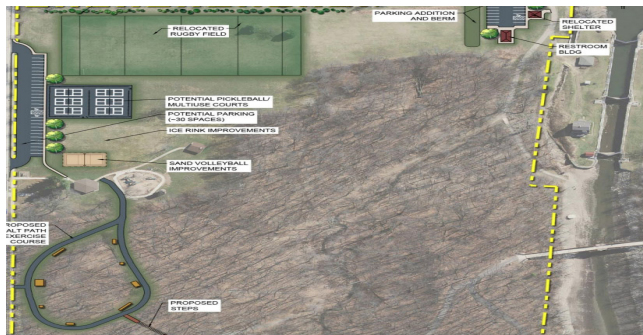 RELOCATED
RUGBY FIELD
PARKING ADDITION
AND BERM
RELOCATED
SHELTER
RESTROOM
BLDG
POTENTIAL PICKLEBALL/
MULTIUSE COURTS
POTENTIAL PARKING
(~30 SPACES)
ICE RINK IMPROVEMENTS
SAND VOLLEYBALL
IMPROVEMENTS
ROPOSED
ALT PATH
EXERCISE
COURSE
PROPOSED
STEPS